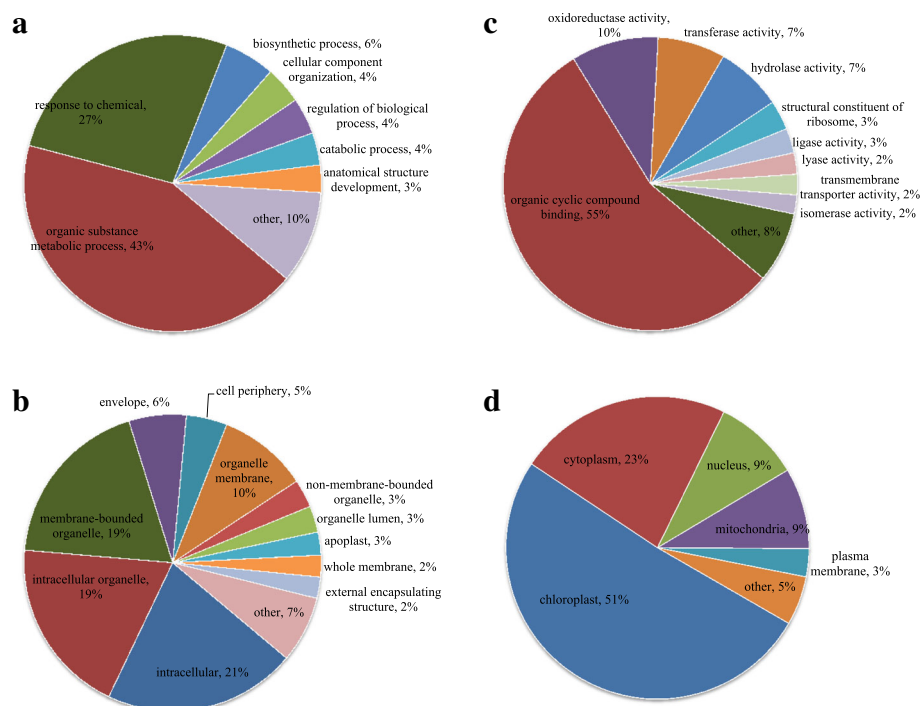 a
biosynthetic process, 6%
cellular component
organization, 4%
response to chemical,
27%
regulation of biological
process, 4%
catabolic process, 4%
anatomical structure
development, 3%
other, 10%
organic substance
metabolic process, 43%
c
oxidoreductase activity,
10%
transferase activity, 7%
hydrolase activity, 7%
structural constituent of
ribosome, 3%
ligase activity, 3%
lyase activity, 2%
transmembrane
transporter activity, 2%
isomerase activity, 2%
organic cyclic compound
binding, 55%
other, 8%
b
envelope, 6%
cell periphery, 5%
organelle
membrane,
10%
non-membrane-bounded
organelle, 3%
organelle lumen, 3%
membrane-bounded
organelle, 19%
apoplast, 3%
whole membrane, 2%
intracellular organelle,
19%
external encapsulating
structure, 2%
other, 7%
intracellular, 21%
d
cytoplasm, 23%
nucleus, 9%
mitochondria, 9%
plasma
membrane, 3%
other, 5%
chloroplast, 51%